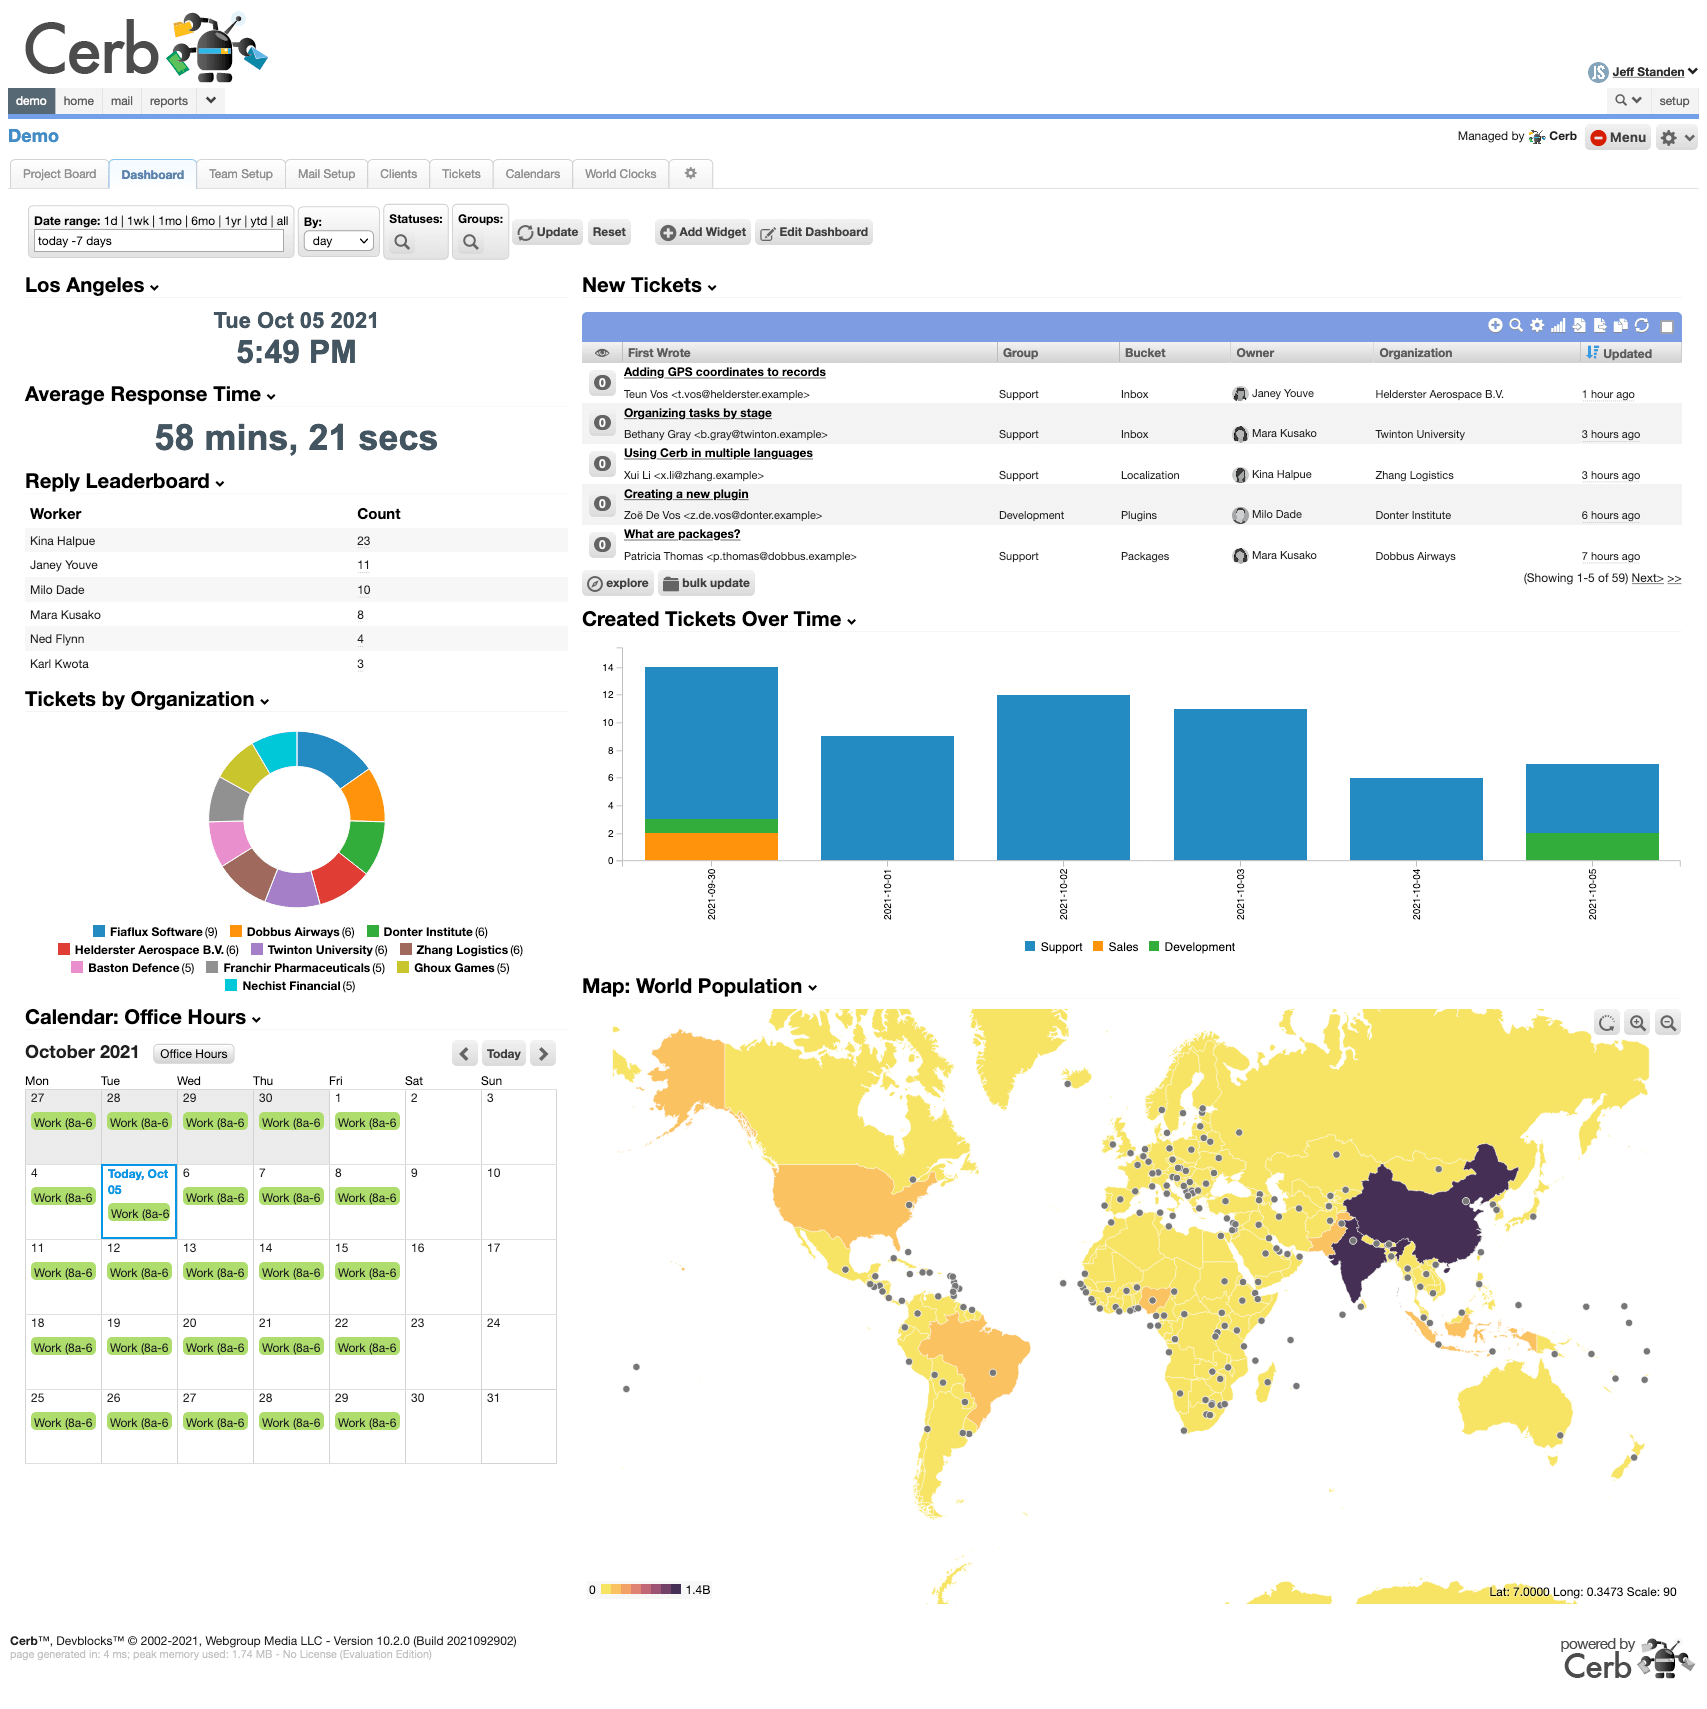 Cerb
JS Jeff Standen
demo home mail reports
setup
Demo
Managed by Cerb Menu
Project Board Dashboard Team Setup Mail Setup Clients Tickets Calendars World Clocks
Date range: 1d | 1wk | 1mo | 6mo | 1yr | ytd | all
today -7 days
By:
day
Statuses:
Groups:
Update Reset Add Widget Edit Dashboard
Los Angeles
Tue Oct 05 2021
5:49 PM
Average Response Time
58 mins, 21 secs
Reply Leaderboard
Worker Count
Kina Halpue 23
Janey Youve 11
Milo Dade 10
Mara Kusako 8
Ned Flynn 4
Karl Kwota 3
Tickets by Organization
Fiaflux Software (9) Dobbus Airways (6) Donter Institute (6)
Helderster Aerospace B.V. (6) Twinton University (6) Zhang Logistics (6)
Baston Defence (5) Franchir Pharmaceuticals (5) Ghoux Games (5)
Nechist Financial (5)
Calendar: Office Hours
October 2021 Office Hours Today
Mon Tue Wed Thu Fri Sat Sun
27 28 29 30 1 2 3
Work (8a-6 Work (8a-6 Work (8a-6 Work (8a-6 Work (8a-6
4 Today, Oct 05 6 7 8 9 10
Work (8a-6 Work (8a-6 Work (8a-6 Work (8a-6 Work (8a-6
11 12 13 14 15 16 17
Work (8a-6 Work (8a-6 Work (8a-6 Work (8a-6 Work (8a-6
18 19 20 21 22 23 24
Work (8a-6 Work (8a-6 Work (8a-6 Work (8a-6 Work (8a-6
25 26 27 28 29 30 31
Work (8a-6 Work (8a-6 Work (8a-6 Work (8a-6 Work (8a-6
New Tickets
First Wrote Group Bucket Owner Organization Updated
Adding GPS coordinates to records
0 Teun Vos <t.vos@helderster.example> Support Inbox Janey Youve Helderster Aerospace B.V. 1 hour ago
Organizing tasks by stage
0 Bethany Gray <b.gray@twinton.example> Support Inbox Mara Kusako Twinton University 3 hours ago
Using Cerb in multiple languages
0 Xui Li <x.li@zhang.example> Support Localization Kina Halpue Zhang Logistics 3 hours ago
Creating a new plugin
0 Zoë De Vos <z.de.vos@donter.example> Development Plugins Milo Dade Donter Institute 6 hours ago
What are packages?
0 Patricia Thomas <p.thomas@dobbus.example> Support Packages Mara Kusako Dobbus Airways 7 hours ago
explore bulk update (Showing 1-5 of 59) Next> >>
Created Tickets Over Time
14
12
10
8
6
4
2
0
2021-09-30 2021-10-01 2021-10-02 2021-10-03 2021-10-04 2021-10-05
Support Sales Development
Map: World Population
0 1.4B
Lat: 7.0000 Long: 0.3473 Scale: 90
Cerb™, Devblocks™ © 2002-2021, Webgroup Media LLC - Version 10.2.0 (Build 2021092902)
page generated in: 4 ms; peak memory used: 1.74 MB - No License (Evaluation Edition)
powered by
Cerb